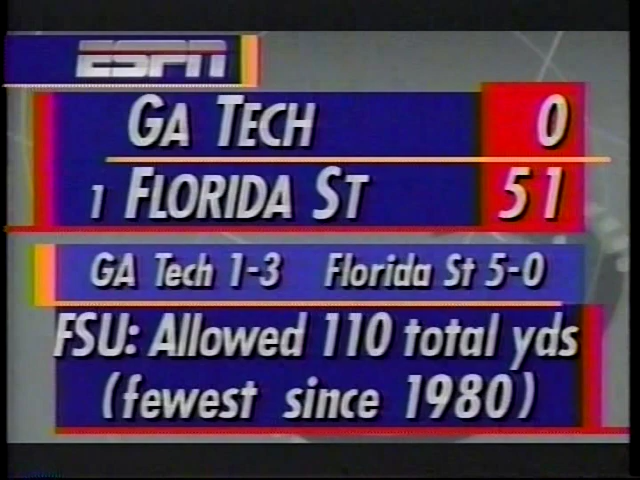 ESPN
GA TECH 0
1 FLORIDA ST 51
GA Tech 1-3 Florida St 5-0
FSU: Allowed 110 total yds
(fewest since 1980)